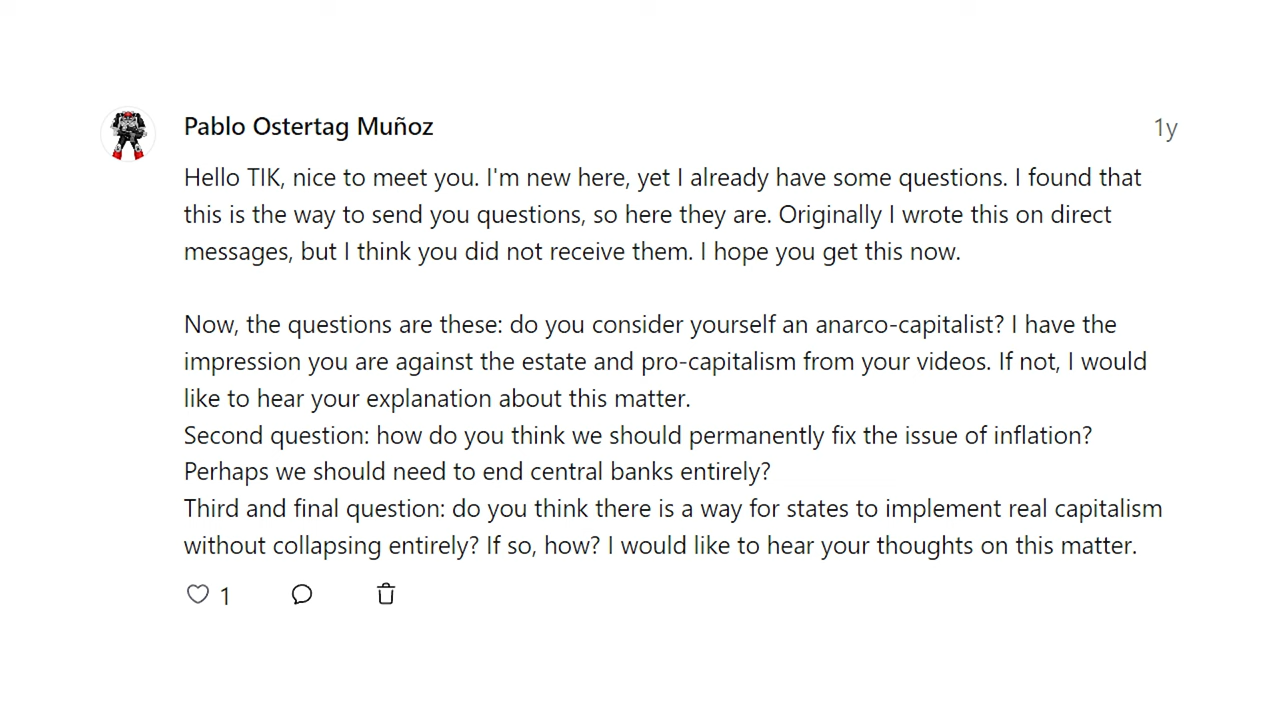 Pablo Ostertag Muñoz
1y
Hello TIK, nice to meet you. I'm new here, yet I already have some questions. I found that
this is the way to send you questions, so here they are. Originally I wrote this on direct
messages, but I think you did not receive them. I hope you get this now.
Now, the questions are these: do you consider yourself an anarco-capitalist? I have the
impression you are against the estate and pro-capitalism from your videos. If not, I would
like to hear your explanation about this matter.
Second question: how do you think we should permanently fix the issue of inflation?
Perhaps we should need to end central banks entirely?
Third and final question: do you think there is a way for states to implement real capitalism
without collapsing entirely? If so, how? I would like to hear your thoughts on this matter.
1